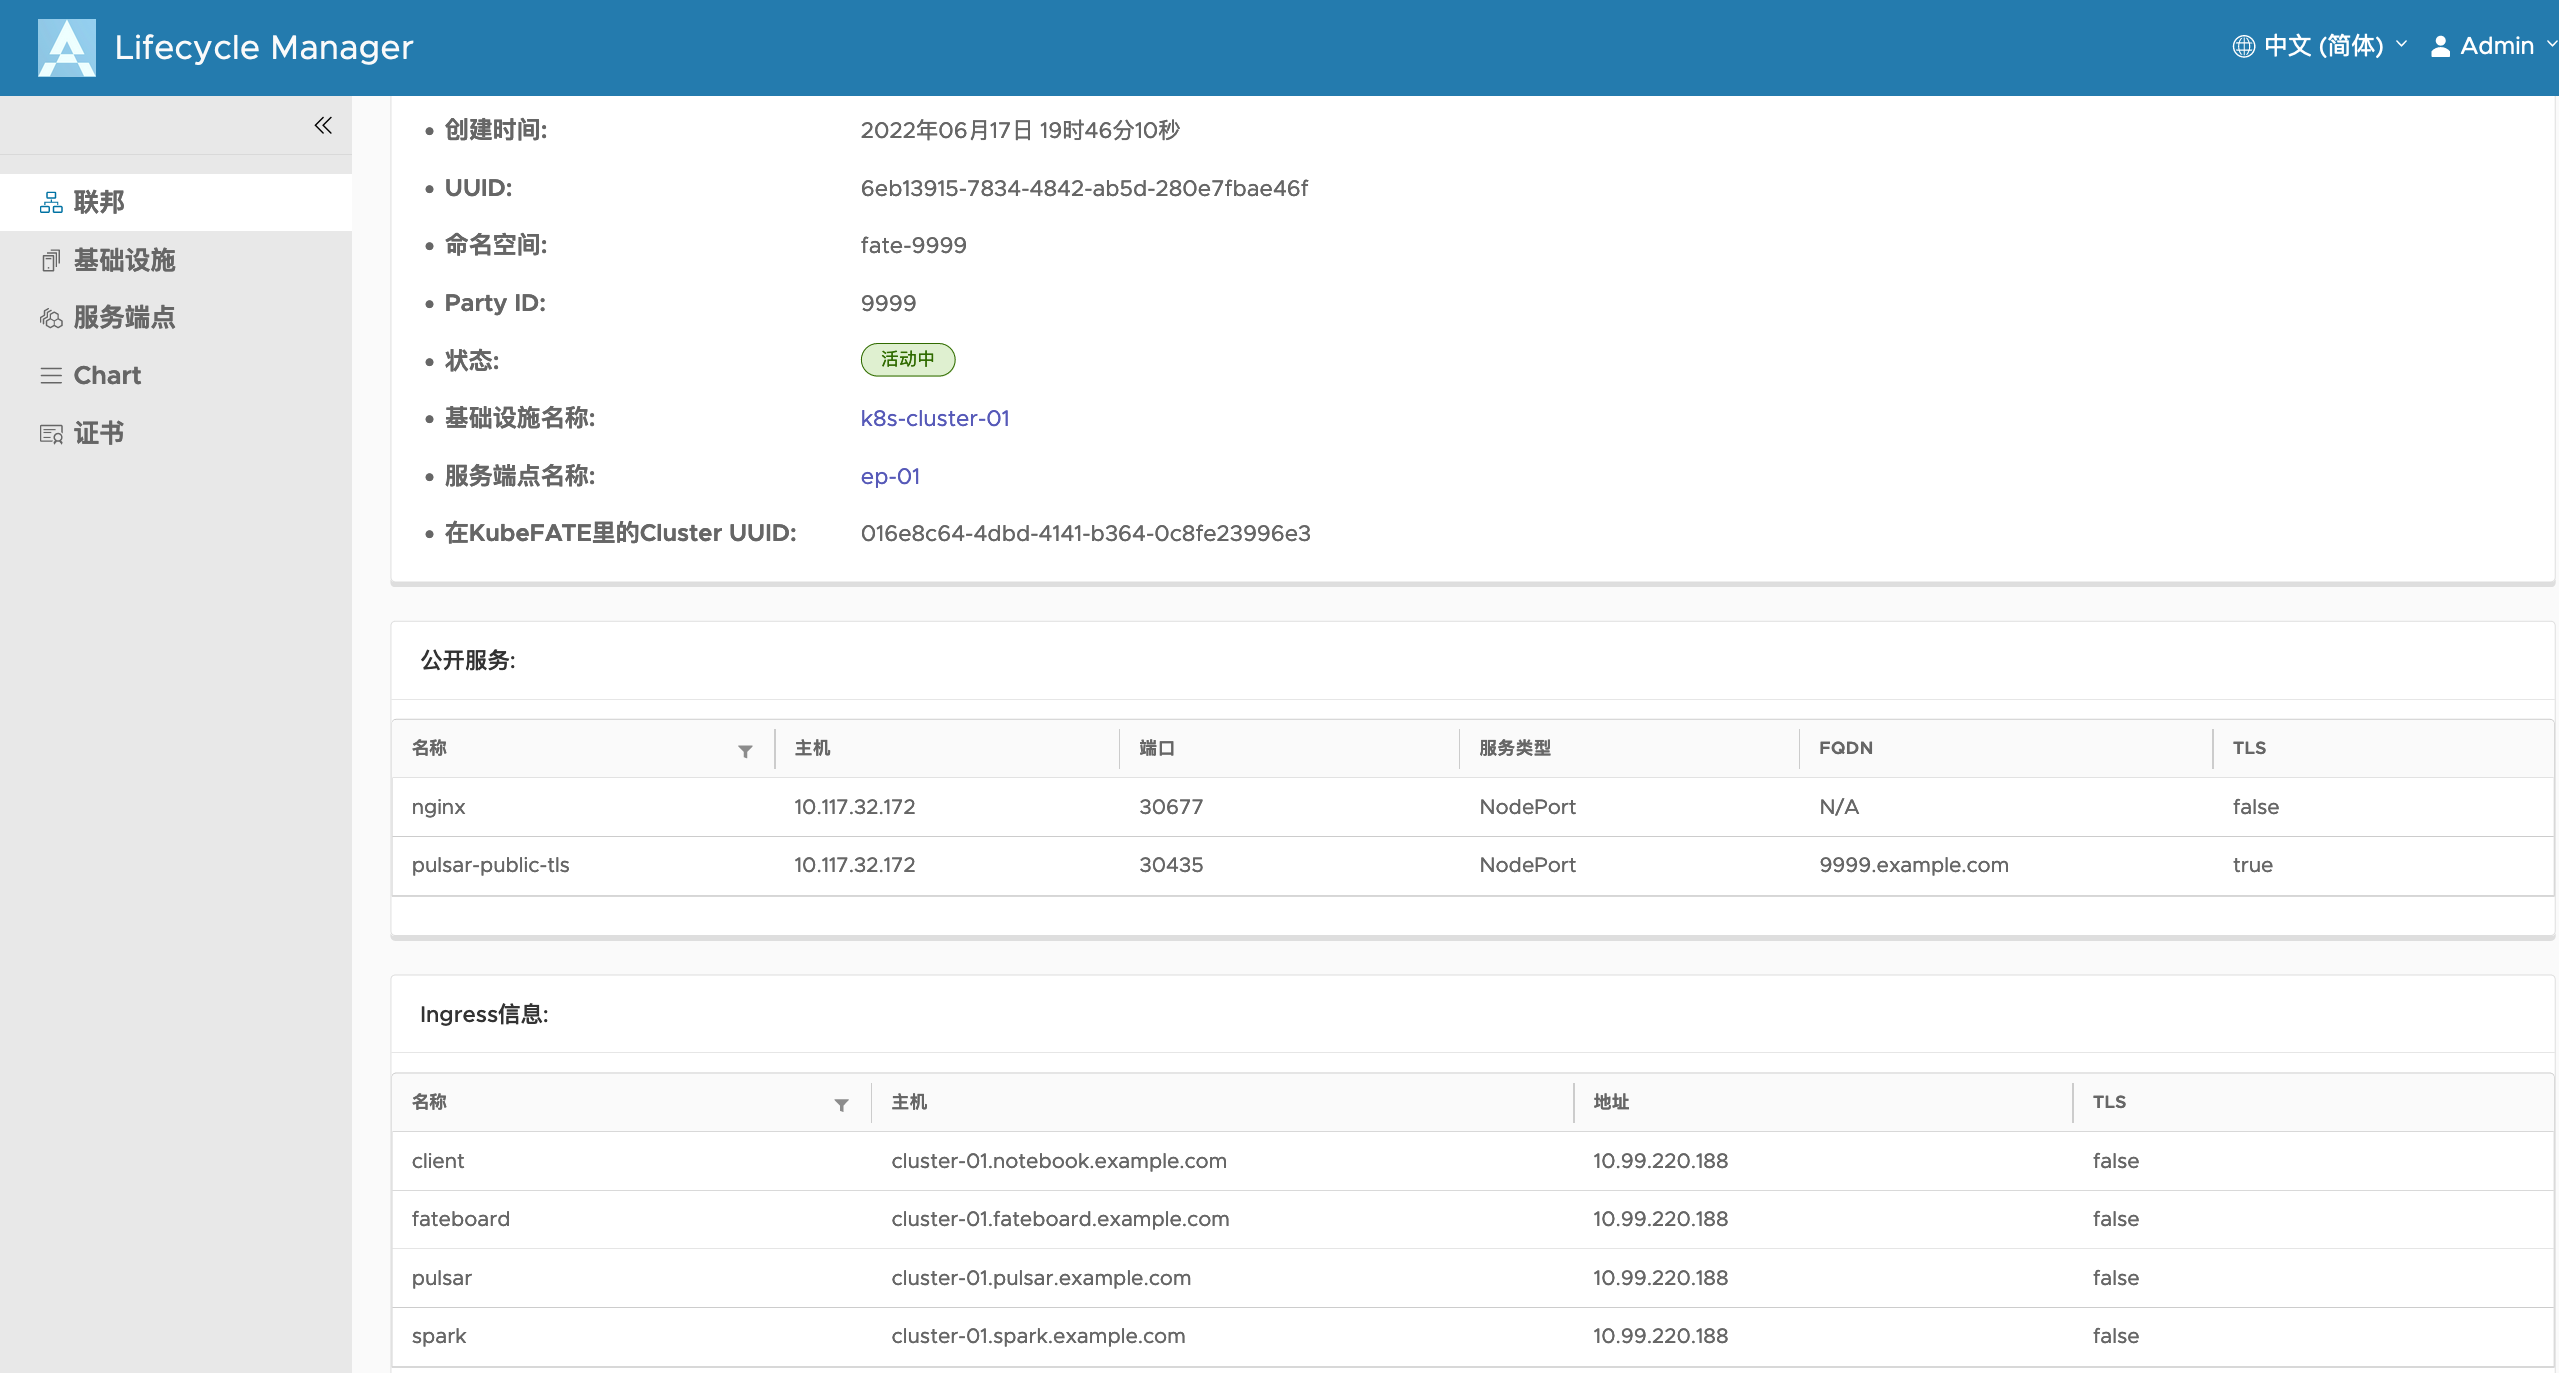 Lifecycle Manager
中文 (简体)
Admin
联邦
基础设施
服务端点
Chart
证书
创建时间: 2022年06月17日 19时46分10秒
UUID: 6eb13915-7834-4842-ab5d-280e7fbae46f
命名空间: fate-9999
Party ID: 9999
状态: 活动中
基础设施名称: k8s-cluster-01
服务端点名称: ep-01
在KubeFATE里的Cluster UUID: 016e8c64-4dbd-4141-b364-0c8fe23996e3
公开服务:
名称 主机 端口 服务类型 FQDN TLS
nginx 10.117.32.172 30677 NodePort N/A false
pulsar-public-tls 10.117.32.172 30435 NodePort 9999.example.com true
Ingress信息:
名称 主机 地址 TLS
client cluster-01.notebook.example.com 10.99.220.188 false
fateboard cluster-01.fateboard.example.com 10.99.220.188 false
pulsar cluster-01.pulsar.example.com 10.99.220.188 false
spark cluster-01.spark.example.com 10.99.220.188 false